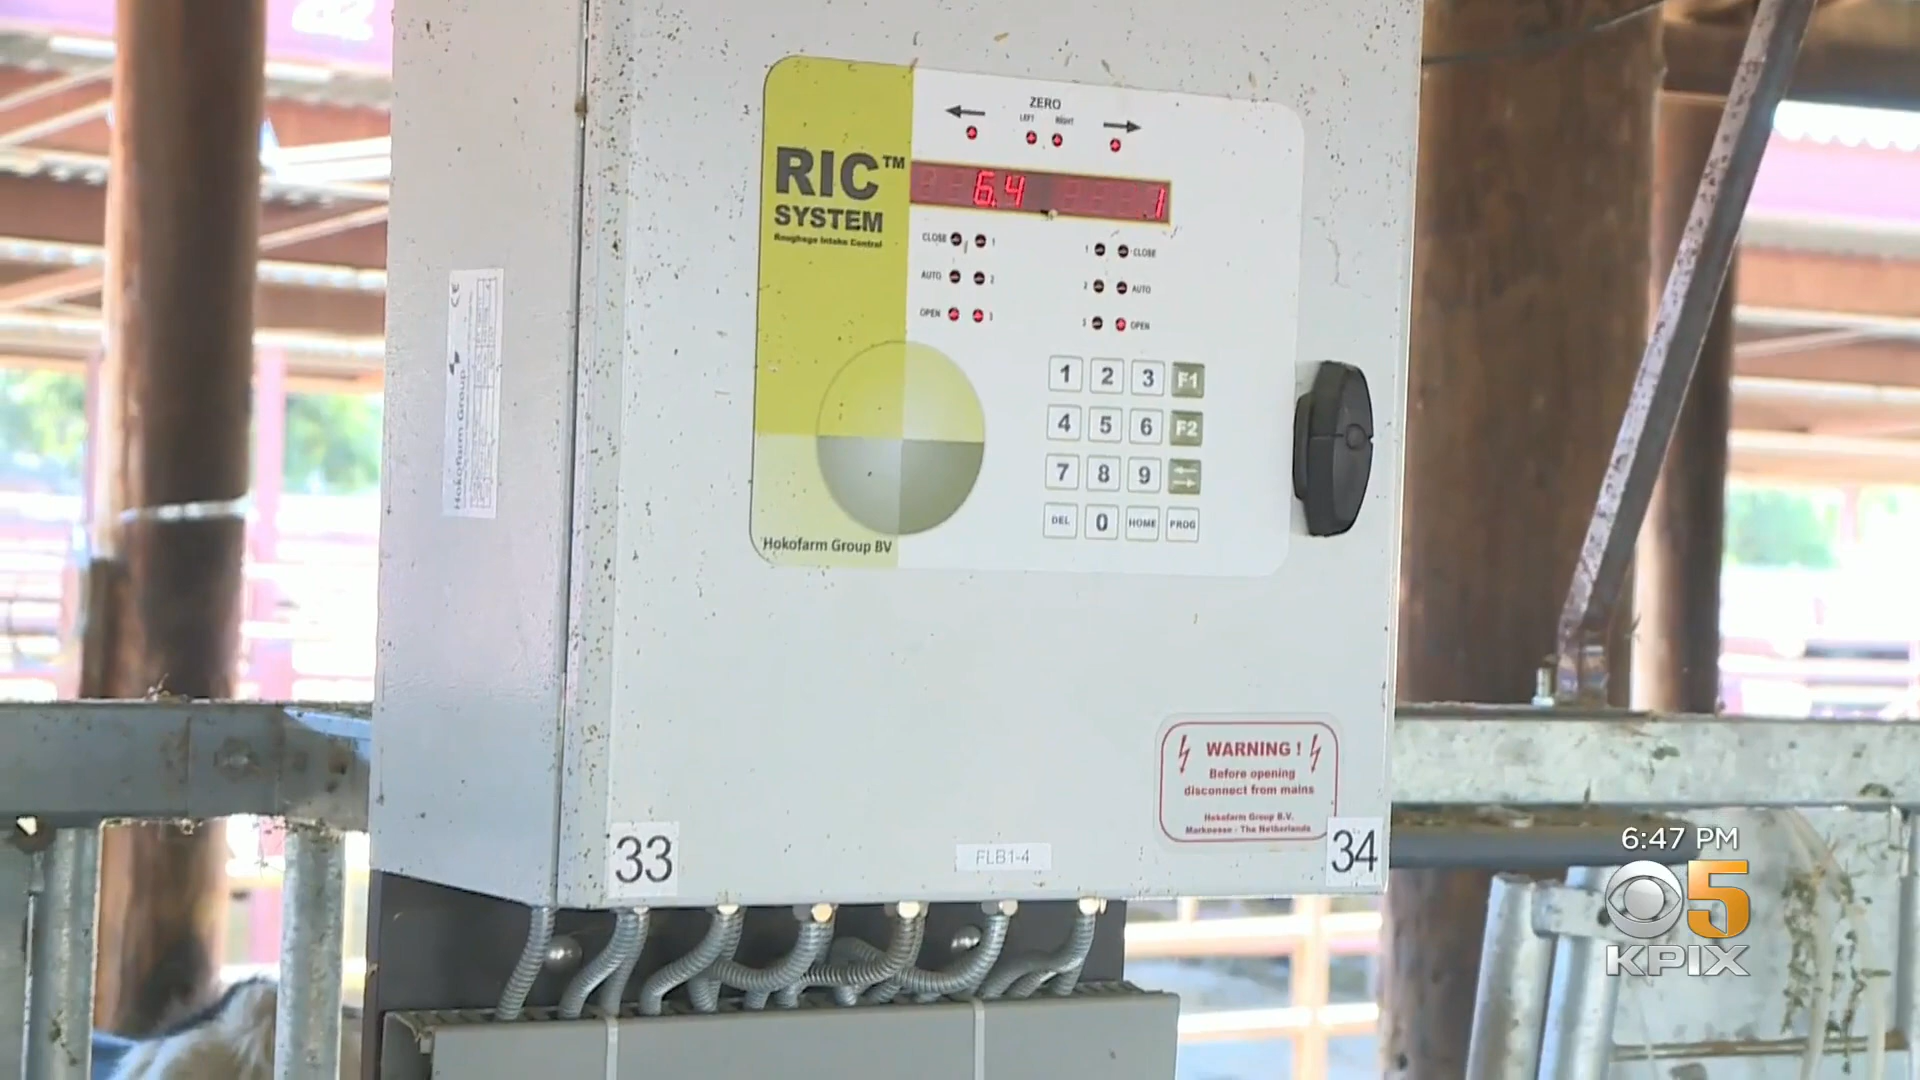 ZERO
LEFT RIGHT
RIC™
SYSTEM
Roughage Intake Control
6.4 .1
CLOSE 1 1 CLOSE
AUTO 2 2 AUTO
OPEN 3 3 OPEN
1 2 3 F1
4 5 6 F2
7 8 9
DEL 0 HOME PROG
Hokofarm Group BV
CE
Hokofarm Group
WARNING !
Before opening
disconnect from mains
Hokofarm Group B.V.
Marknesse - The Netherlands
33
FLB1-4
34
6:47 PM
5
KPIX